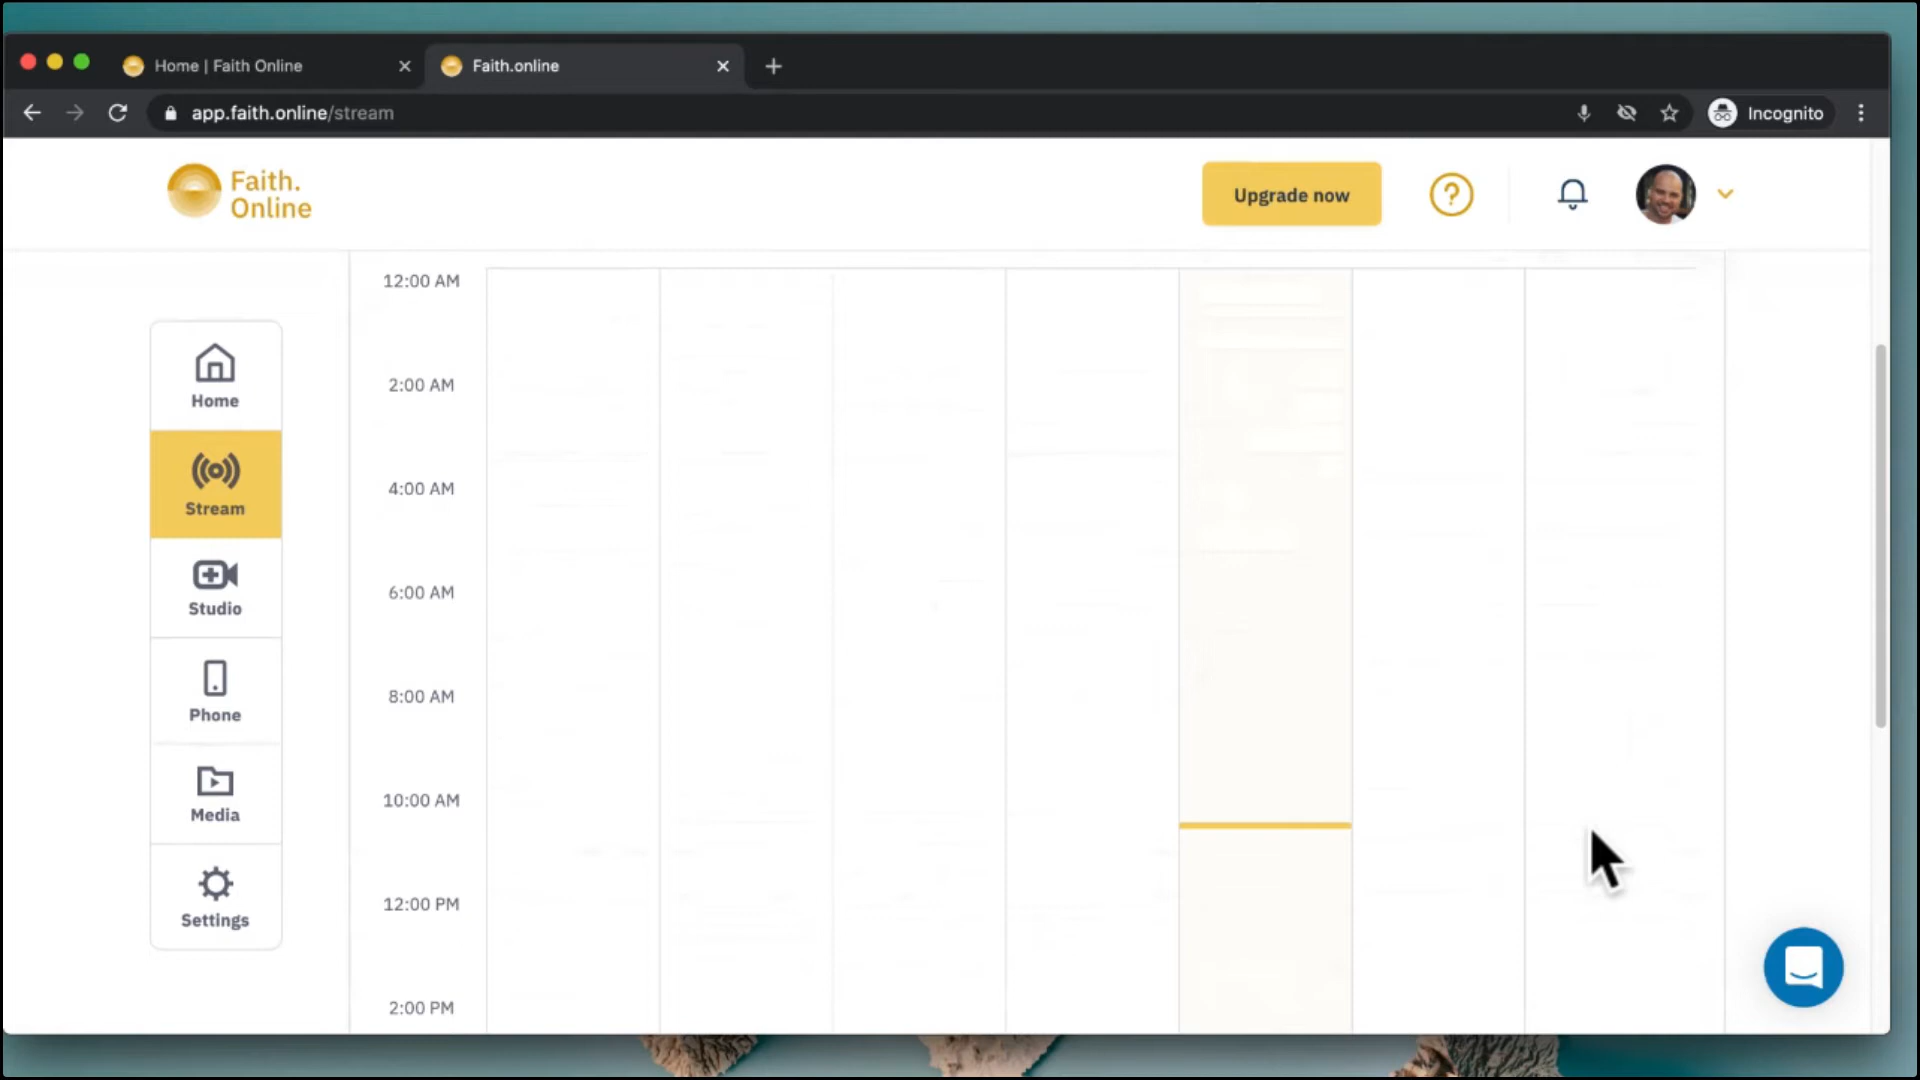 Home | Faith Online
Faith.online
app.faith.online/stream
Incognito
Faith.
Online
Upgrade now
12:00 AM
2:00 AM
4:00 AM
6:00 AM
8:00 AM
10:00 AM
12:00 PM
2:00 PM
Home
Stream
Studio
Phone
Media
Settings